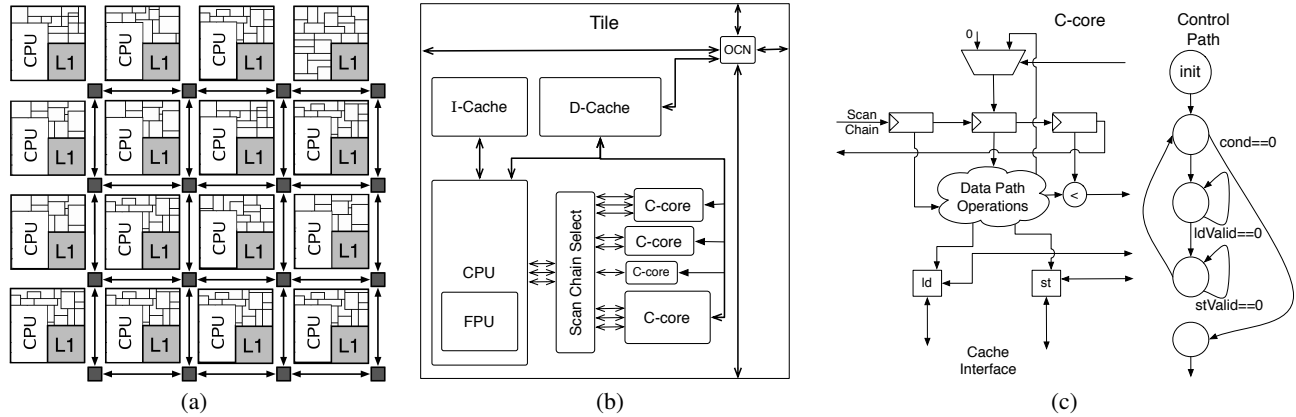 CPU L1 CPU L1 CPU L1 CPU L1
CPU L1 CPU L1 CPU L1 CPU L1
CPU L1 CPU L1 CPU L1 CPU L1
CPU L1 CPU L1 CPU L1 CPU L1
(a)
Tile
OCN
I-Cache
D-Cache
CPU
FPU
Scan Chain Select
C-core
C-core
C-core
C-core
(b)
C-core
0
Scan
Chain
Data Path
Operations
<
ld
st
Cache
Interface
Control
Path
init
cond==0
ldValid==0
stValid==0
(c)